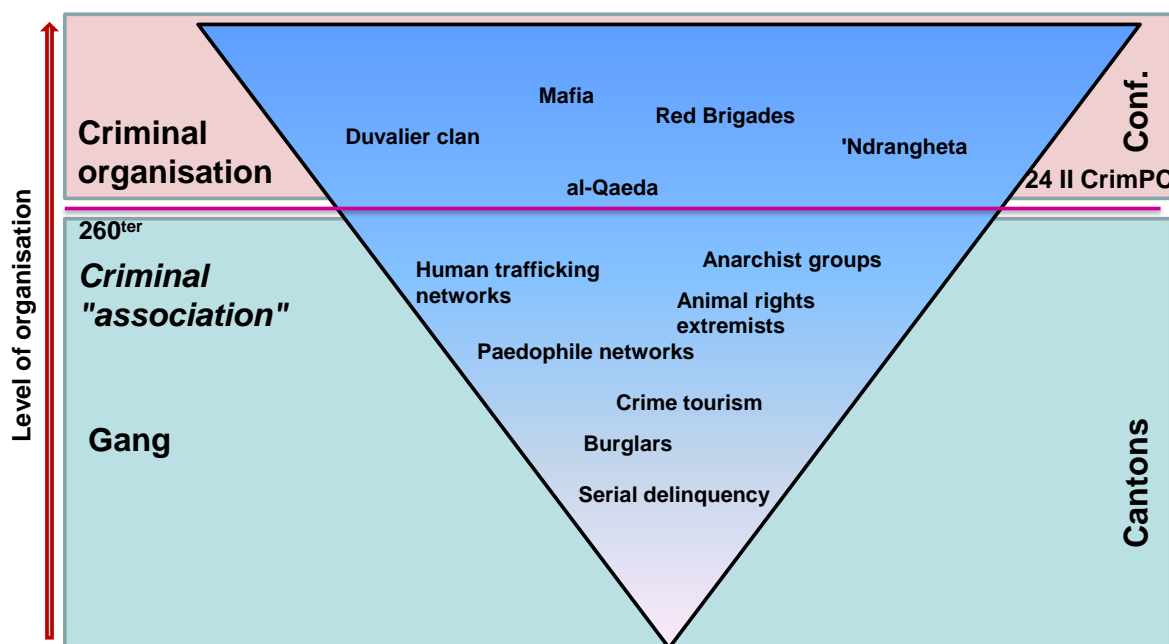 Level of organisation
Criminal
organisation
Mafia
Red Brigades
Duvalier clan
'Ndrangheta
al-Qaeda
Conf.
24 II CrimPC
260ter
Criminal
"association"
Human trafficking
networks
Anarchist groups
Animal rights
extremists
Paedophile networks
Crime tourism
Gang
Burglars
Serial delinquency
Cantons